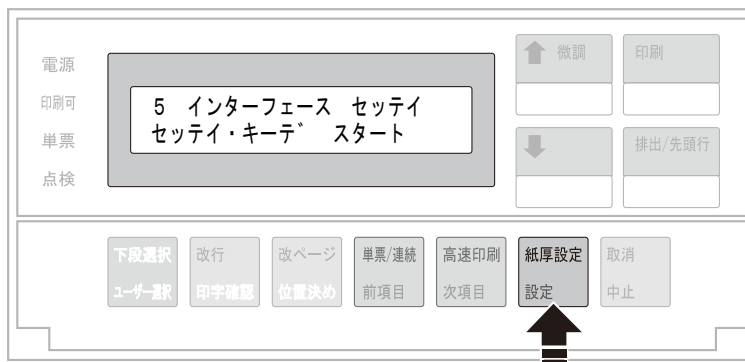 電源
印刷可
単票
点検
5 インターフェース セッテイ
セッテイ・キーデ゛ スタート
微調
印刷
排出/先頭行
下段選択
ユーザー選択
改行
印字確認
改ページ
位置決め
単票/連続
前項目
高速印刷
次項目
紙厚設定
設定
取消
中止